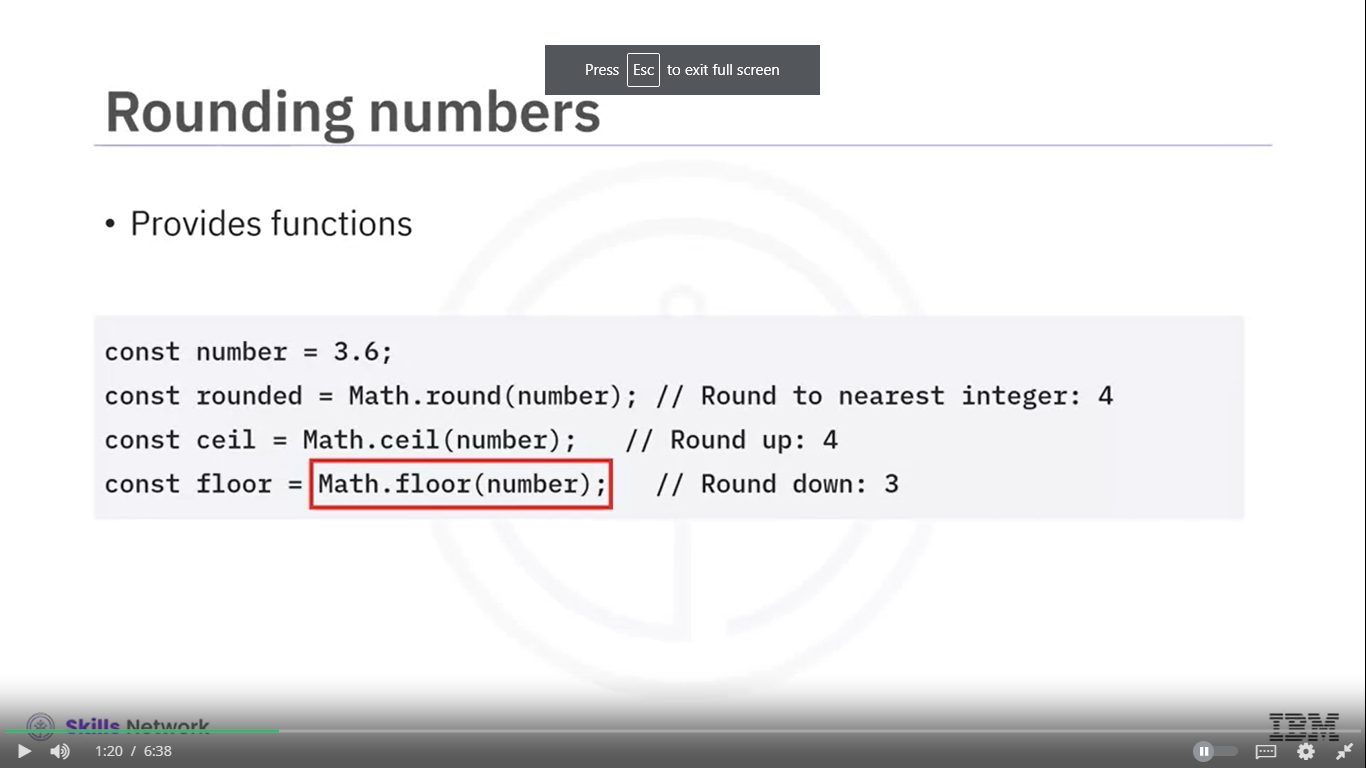 Press Esc to exit full screen
Rounding numbers
• Provides functions
const number = 3.6;
const rounded = Math.round(number); // Round to nearest integer: 4
const ceil = Math.ceil(number);   // Round up: 4
const floor = Math.floor(number);   // Round down: 3
Skills Network
IBM
1:20 / 6:38